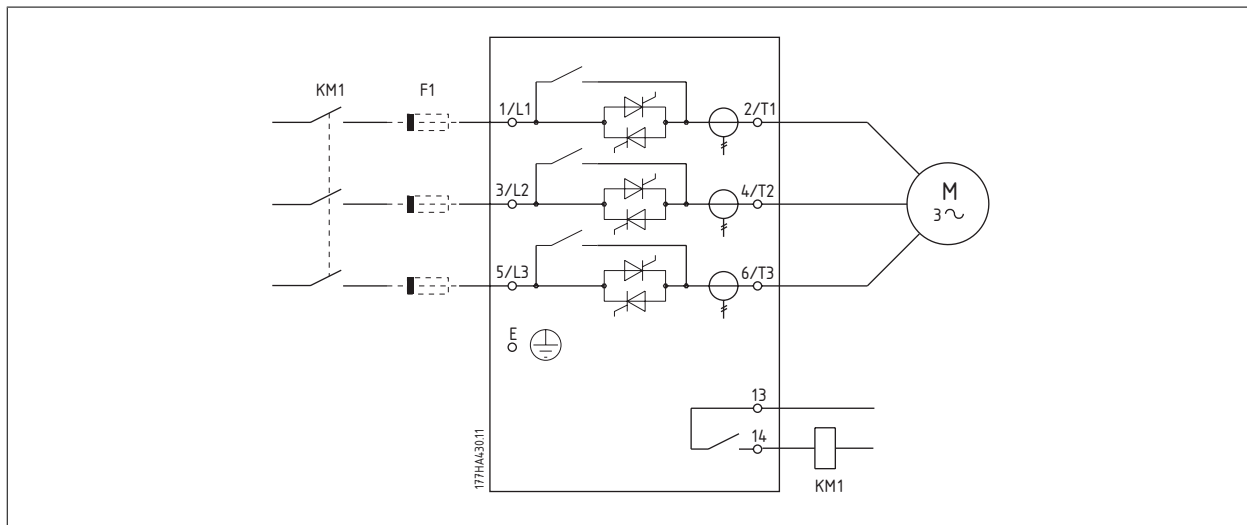 KM1
F1
1/L1
2/T1
3/L2
4/T2
M
3
5/L3
6/T3
E
13
14
KM1
177HA430.11